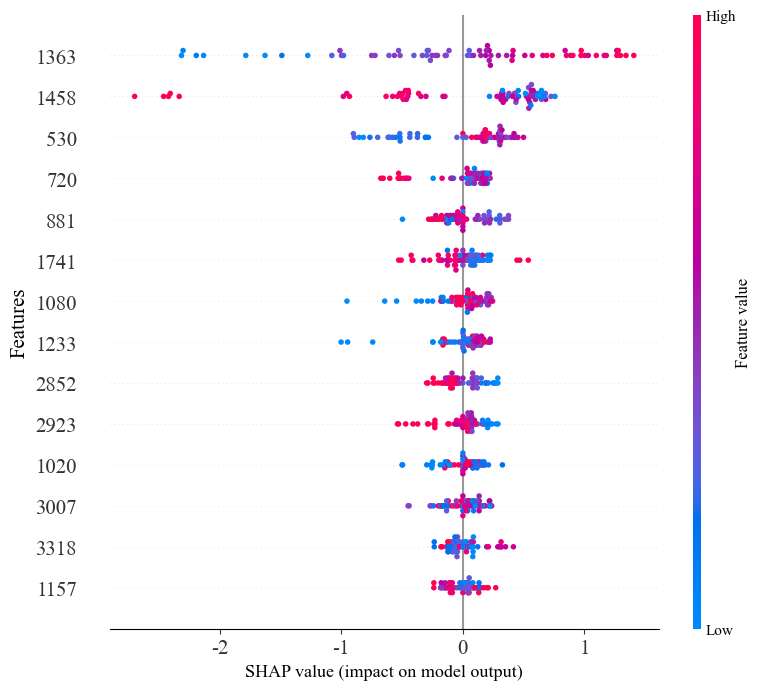 High
1363
1458
530
720
881
1741
1080
1233
2852
2923
1020
3007
3318
1157
Features
Feature value
Low
-2 -1 0 1
SHAP value (impact on model output)